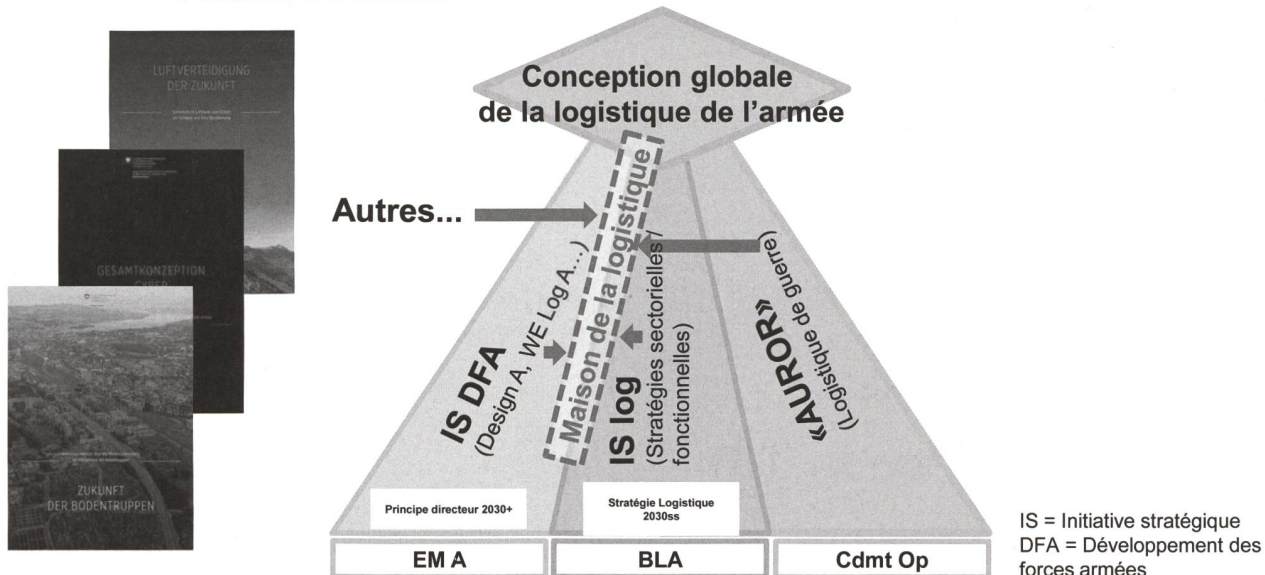 LUFTVERTEIDIGUNG
DER ZUKUNFT
GESAMTKONZEPTION
CYBER
ZUKUNFT
DER BODENTRUPPEN
Conception globale
de la logistique de l'armée
Autres...
Maison de la logistique
IS DFA
(Design A, WE Log A...)
IS log
(Stratégies sectorielles /
fonctionnelles)
«AUROR»
(Logistique de guerre)
Principe directeur 2030+
Stratégie Logistique
2030ss
EM A
BLA
Cdmt Op
IS = Initiative stratégique
DFA = Développement des
forces armées